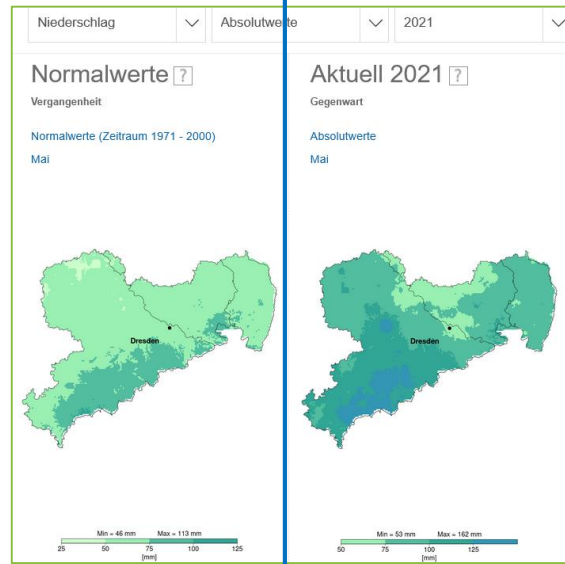 Niederschlag
Absolutwerte
2021
Normalwerte ?
Vergangenheit
Normalwerte (Zeitraum 1971 - 2000)
Mai
Dresden
Min = 46 mm Max = 113 mm
25 50 75 100 125
[mm]
Aktuell 2021 ?
Gegenwart
Absolutwerte
Mai
Dresden
Min = 53 mm Max = 162 mm
50 75 100 125
[mm]